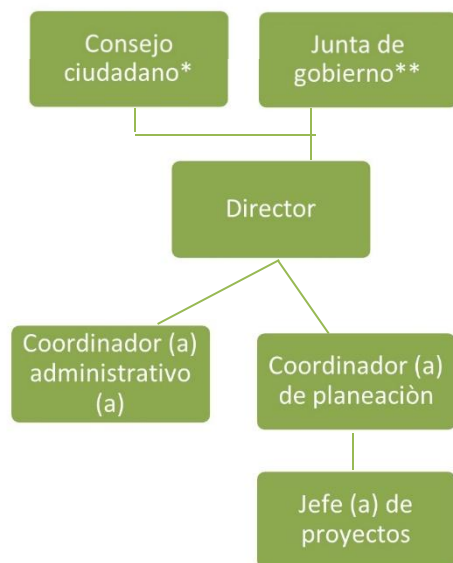 Consejo
ciudadano*
Junta de
gobierno**
Director
Coordinador (a)
administrativo
(a)
Coordinador (a)
de planeaciòn
Jefe (a) de
proyectos